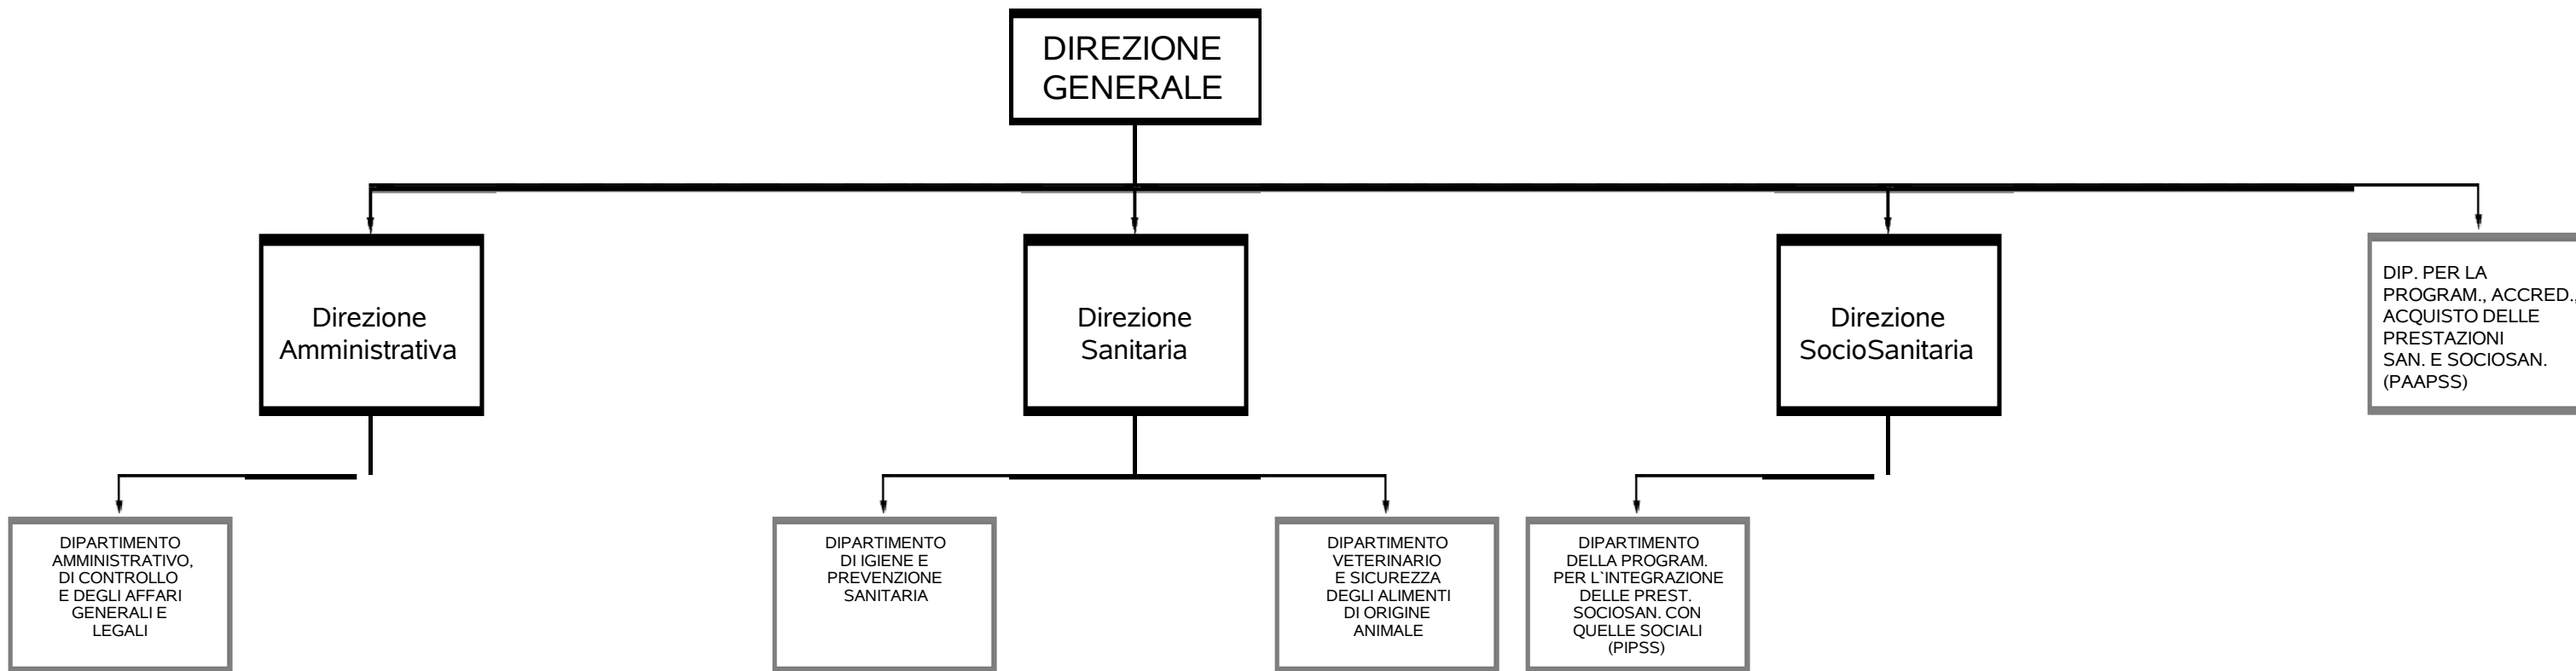 DIREZIONE
GENERALE
Direzione
Amministrativa
Direzione
Sanitaria
Direzione
SocioSanitaria
DIP. PER LA
PROGRAM., ACCRED.,
ACQUISTO DELLE
PRESTAZIONI
SAN. E SOCIOSAN.
(PAAPSS)
DIPARTIMENTO
AMMINISTRATIVO,
DI CONTROLLO
E DEGLI AFFARI
GENERALI E
LEGALI
DIPARTIMENTO
DI IGIENE E
PREVENZIONE
SANITARIA
DIPARTIMENTO
VETERINARIO
E SICUREZZA
DEGLI ALIMENTI
DI ORIGINE
ANIMALE
DIPARTIMENTO
DELLA PROGRAM.
PER L`INTEGRAZIONE
DELLE PREST.
SOCIOSAN. CON
QUELLE SOCIALI
(PIPSS)